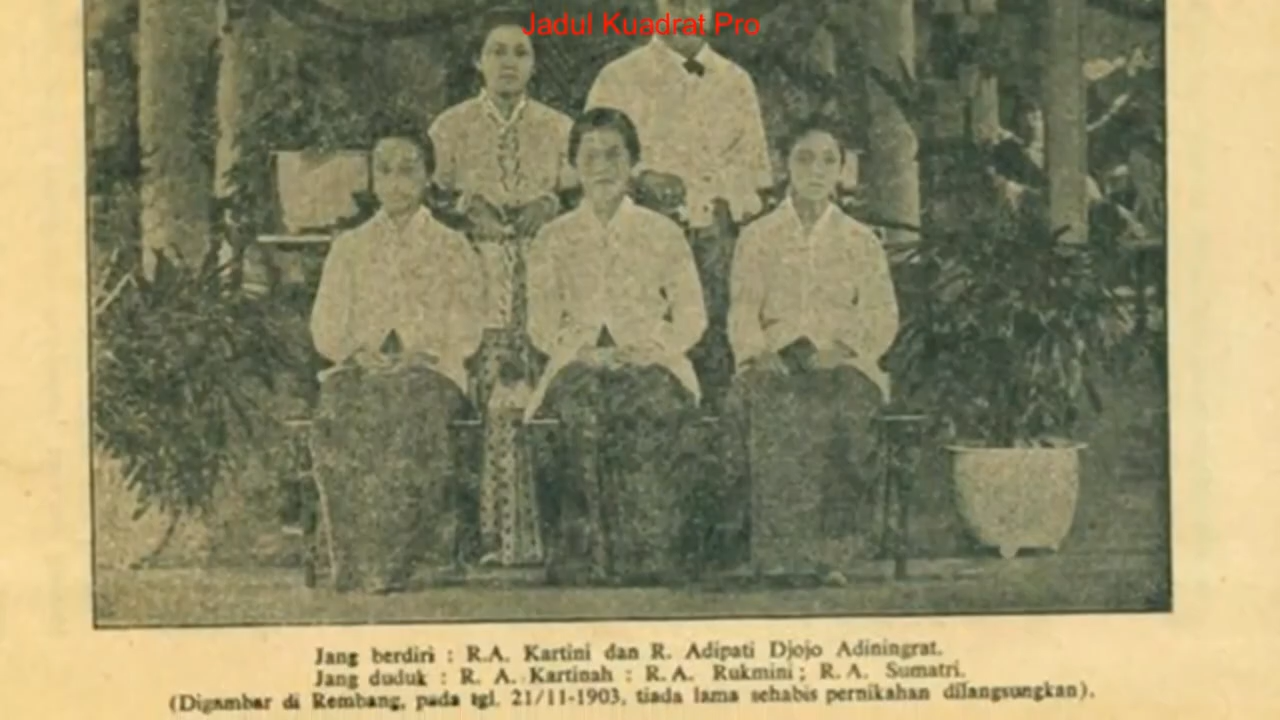 Jadul Kuadrat Pro
Jang berdiri : R.A. Kartini dan R. Adipati Djojo Adiningrat.
Jang duduk : R. A. Kartinah : R.A. Rukmini ; R.A. Sumatri.
(Digambar di Rembang, pada tgl. 21/11-1903, tiada lama sehabis pernikahan dilangsungkan).